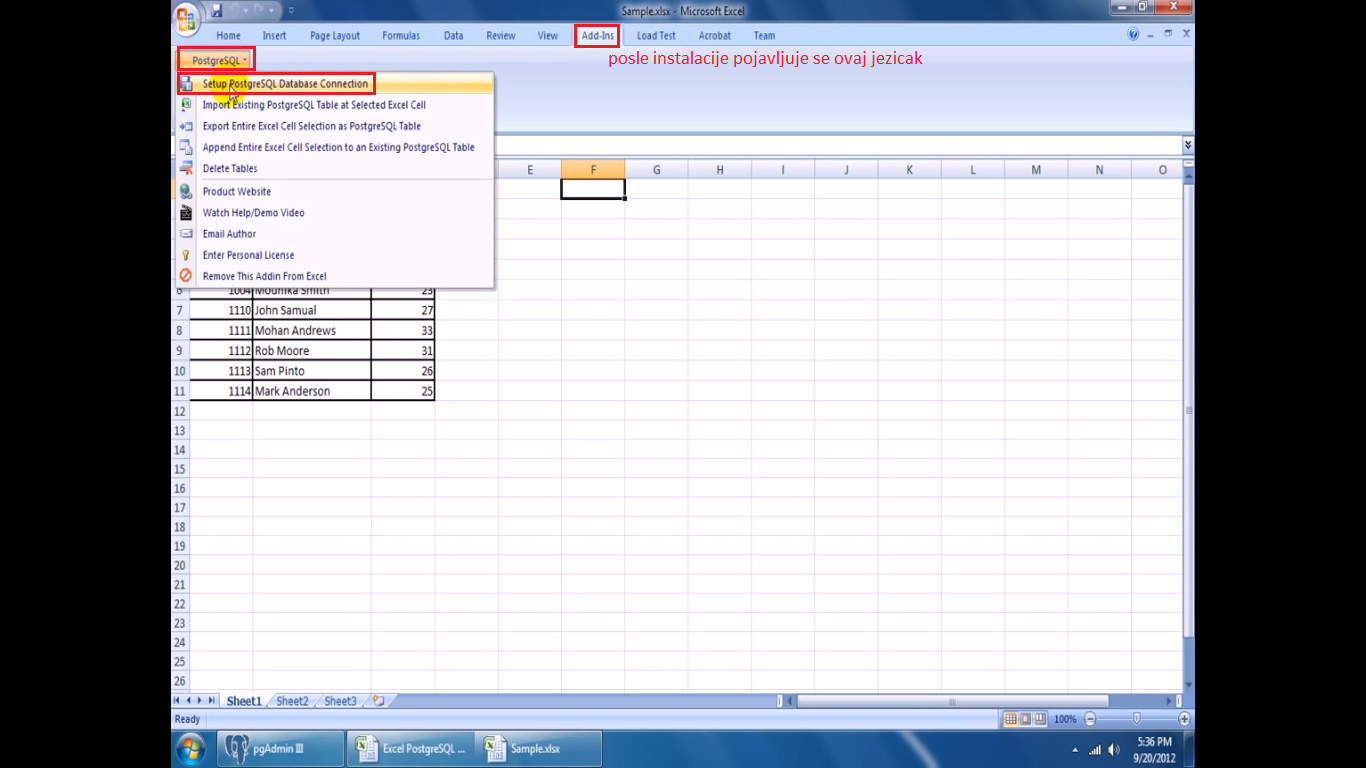 Sample.xlsx - Microsoft Excel
Home Insert Page Layout Formulas Data Review View Add-Ins Load Test Acrobat Team
PostgreSQL
posle instalacije pojavljuje se ovaj jezicak
Setup PostgreSQL Database Connection
Import Existing PostgreSQL Table at Selected Excel Cell
Export Entire Excel Cell Selection as PostgreSQL Table
Append Entire Excel Cell Selection to an Existing PostgreSQL Table
Delete Tables
Product Website
Watch Help/Demo Video
Email Author
Enter Personal License
Remove This Addin From Excel
E F G H I J K L M N O
6 1004 Mounika Smith 23
7 1110 John Samual 27
8 1111 Mohan Andrews 33
9 1112 Rob Moore 31
10 1113 Sam Pinto 26
11 1114 Mark Anderson 25
12
13
14
15
16
17
18
19
20
21
22
23
24
25
26
Sheet1 Sheet2 Sheet3
Ready 100%
pgAdmin III Excel PostgreSQL ... Sample.xlsx 5:36 PM
9/20/2012